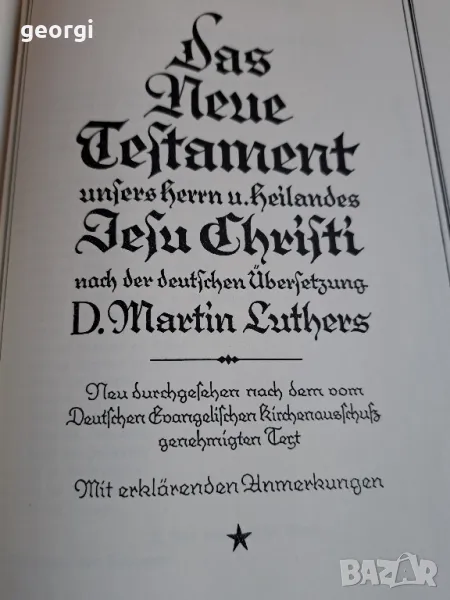 georgi
Das
Neue
Testament
unsers Herrn u. Heilandes
Jesu Christi
nach der deutschen Übersetzung
D. Martin Luthers
Neu durchgesehen nach dem vom
Deutschen Evangelischen Kirchenausschuß
genehmigten Text
Mit erklärenden Anmerkungen
BAZAR